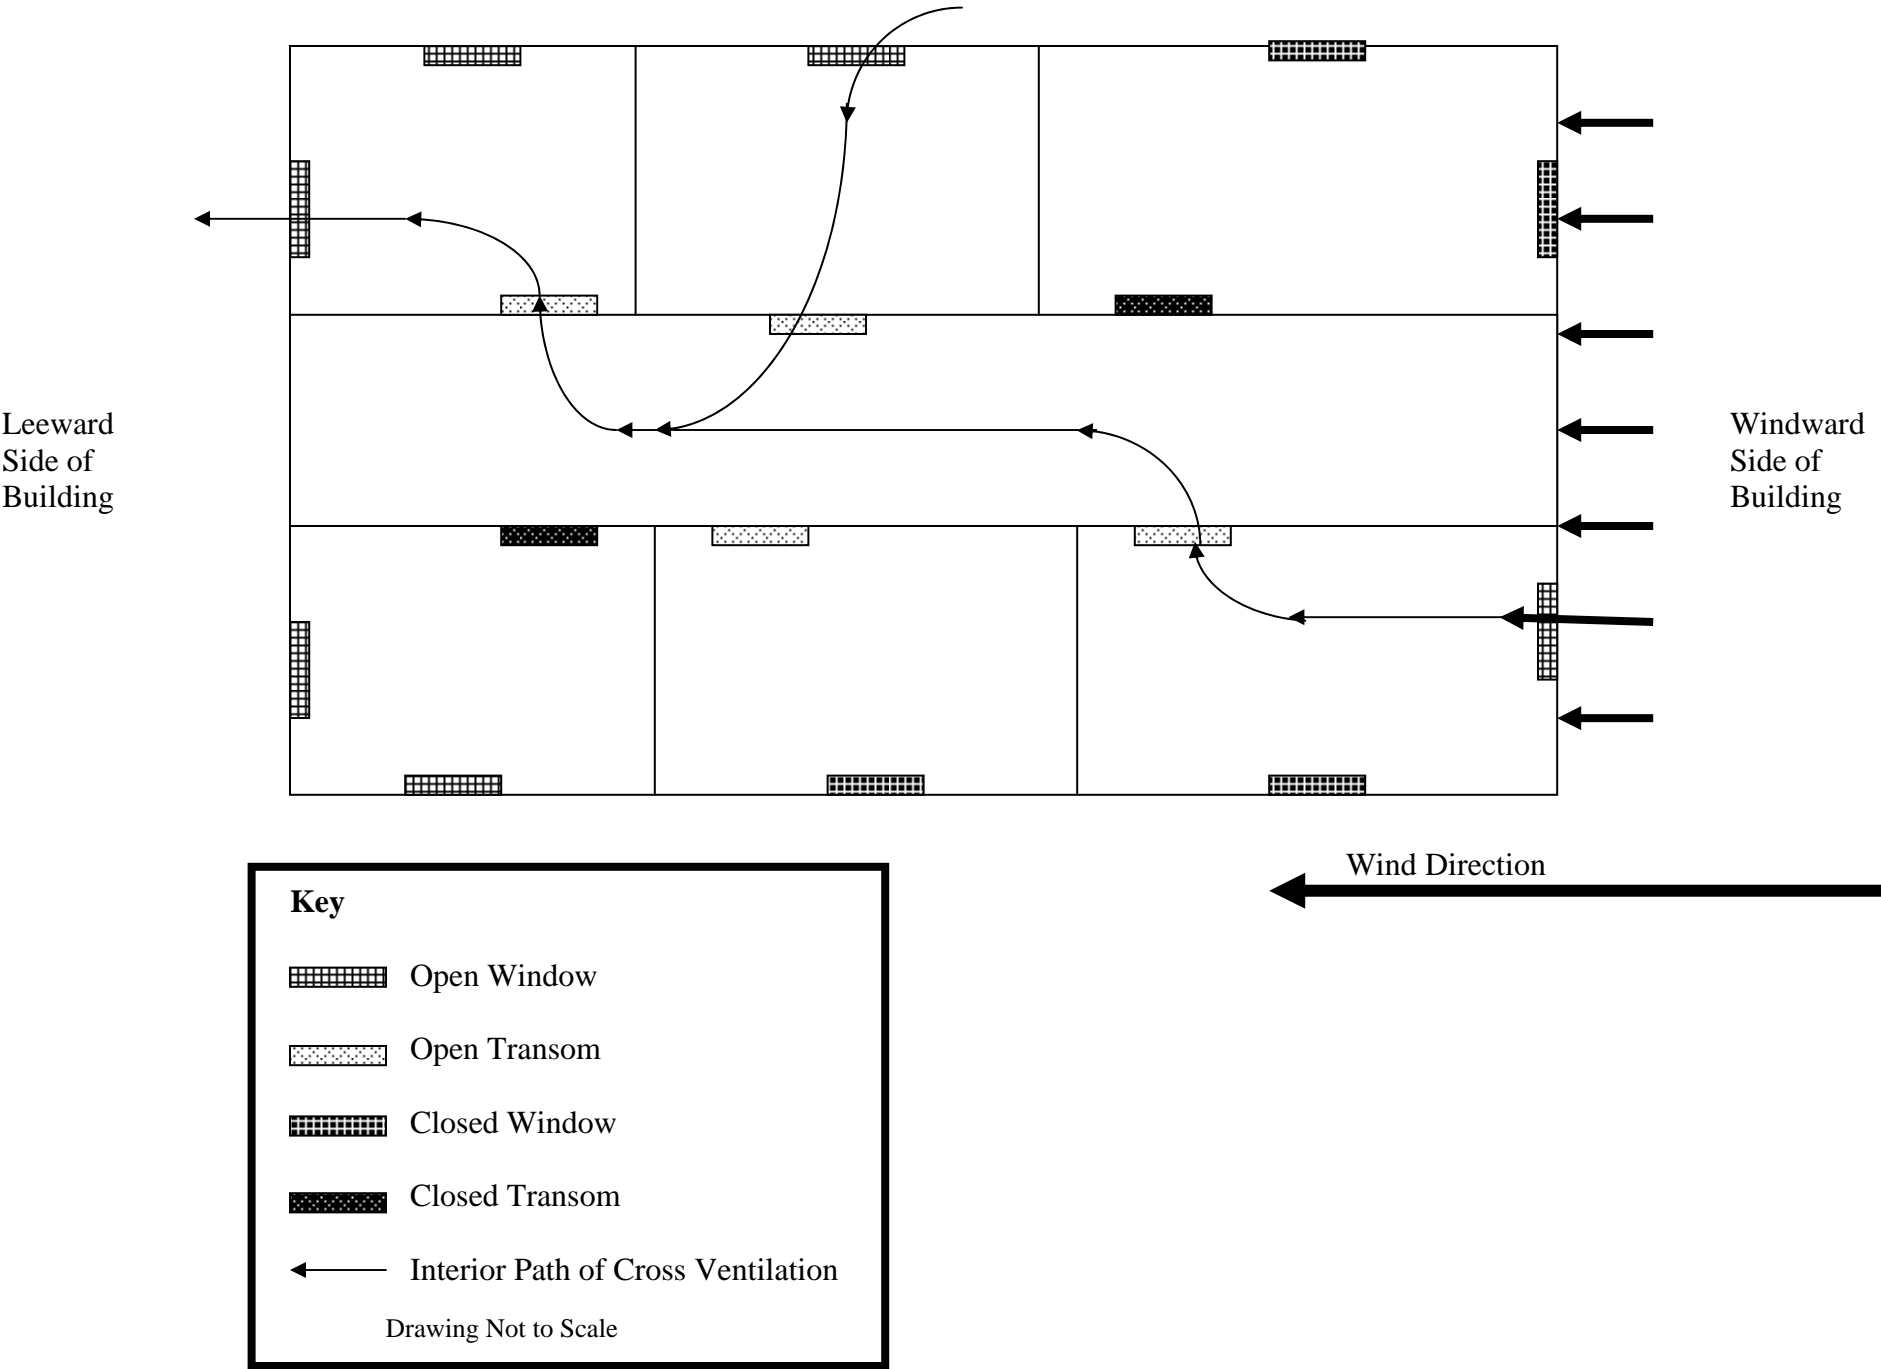 Leeward
Side of
Building
Windward
Side of
Building
Wind Direction
Key
Open Window
Open Transom
Closed Window
Closed Transom
Interior Path of Cross Ventilation
Drawing Not to Scale